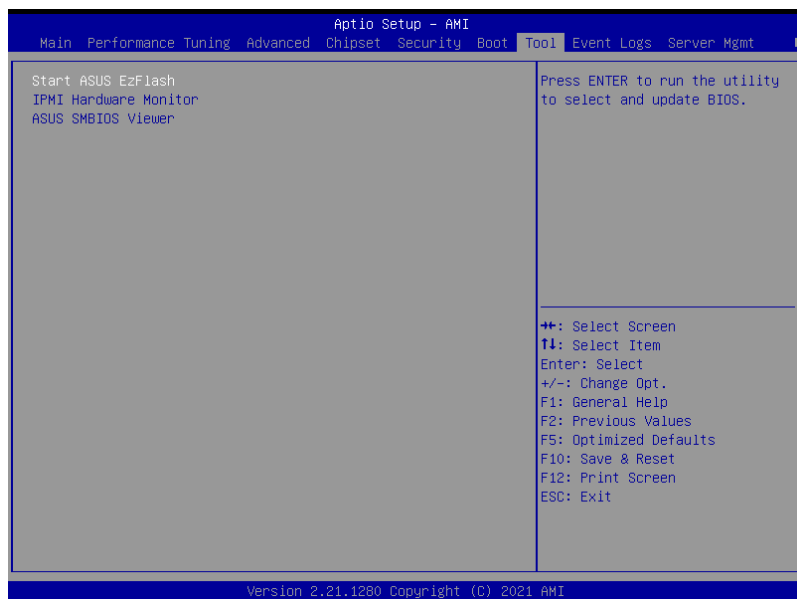 Aptio Setup – AMI
Main Performance Tuning Advanced Chipset Security Boot Tool Event Logs Server Mgmt
Start ASUS EzFlash
IPMI Hardware Monitor
ASUS SMBIOS Viewer
Press ENTER to run the utility
to select and update BIOS.
→←: Select Screen
↑↓: Select Item
Enter: Select
+/-: Change Opt.
F1: General Help
F2: Previous Values
F5: Optimized Defaults
F10: Save & Reset
F12: Print Screen
ESC: Exit
Version 2.21.1280 Copyright (C) 2021 AMI